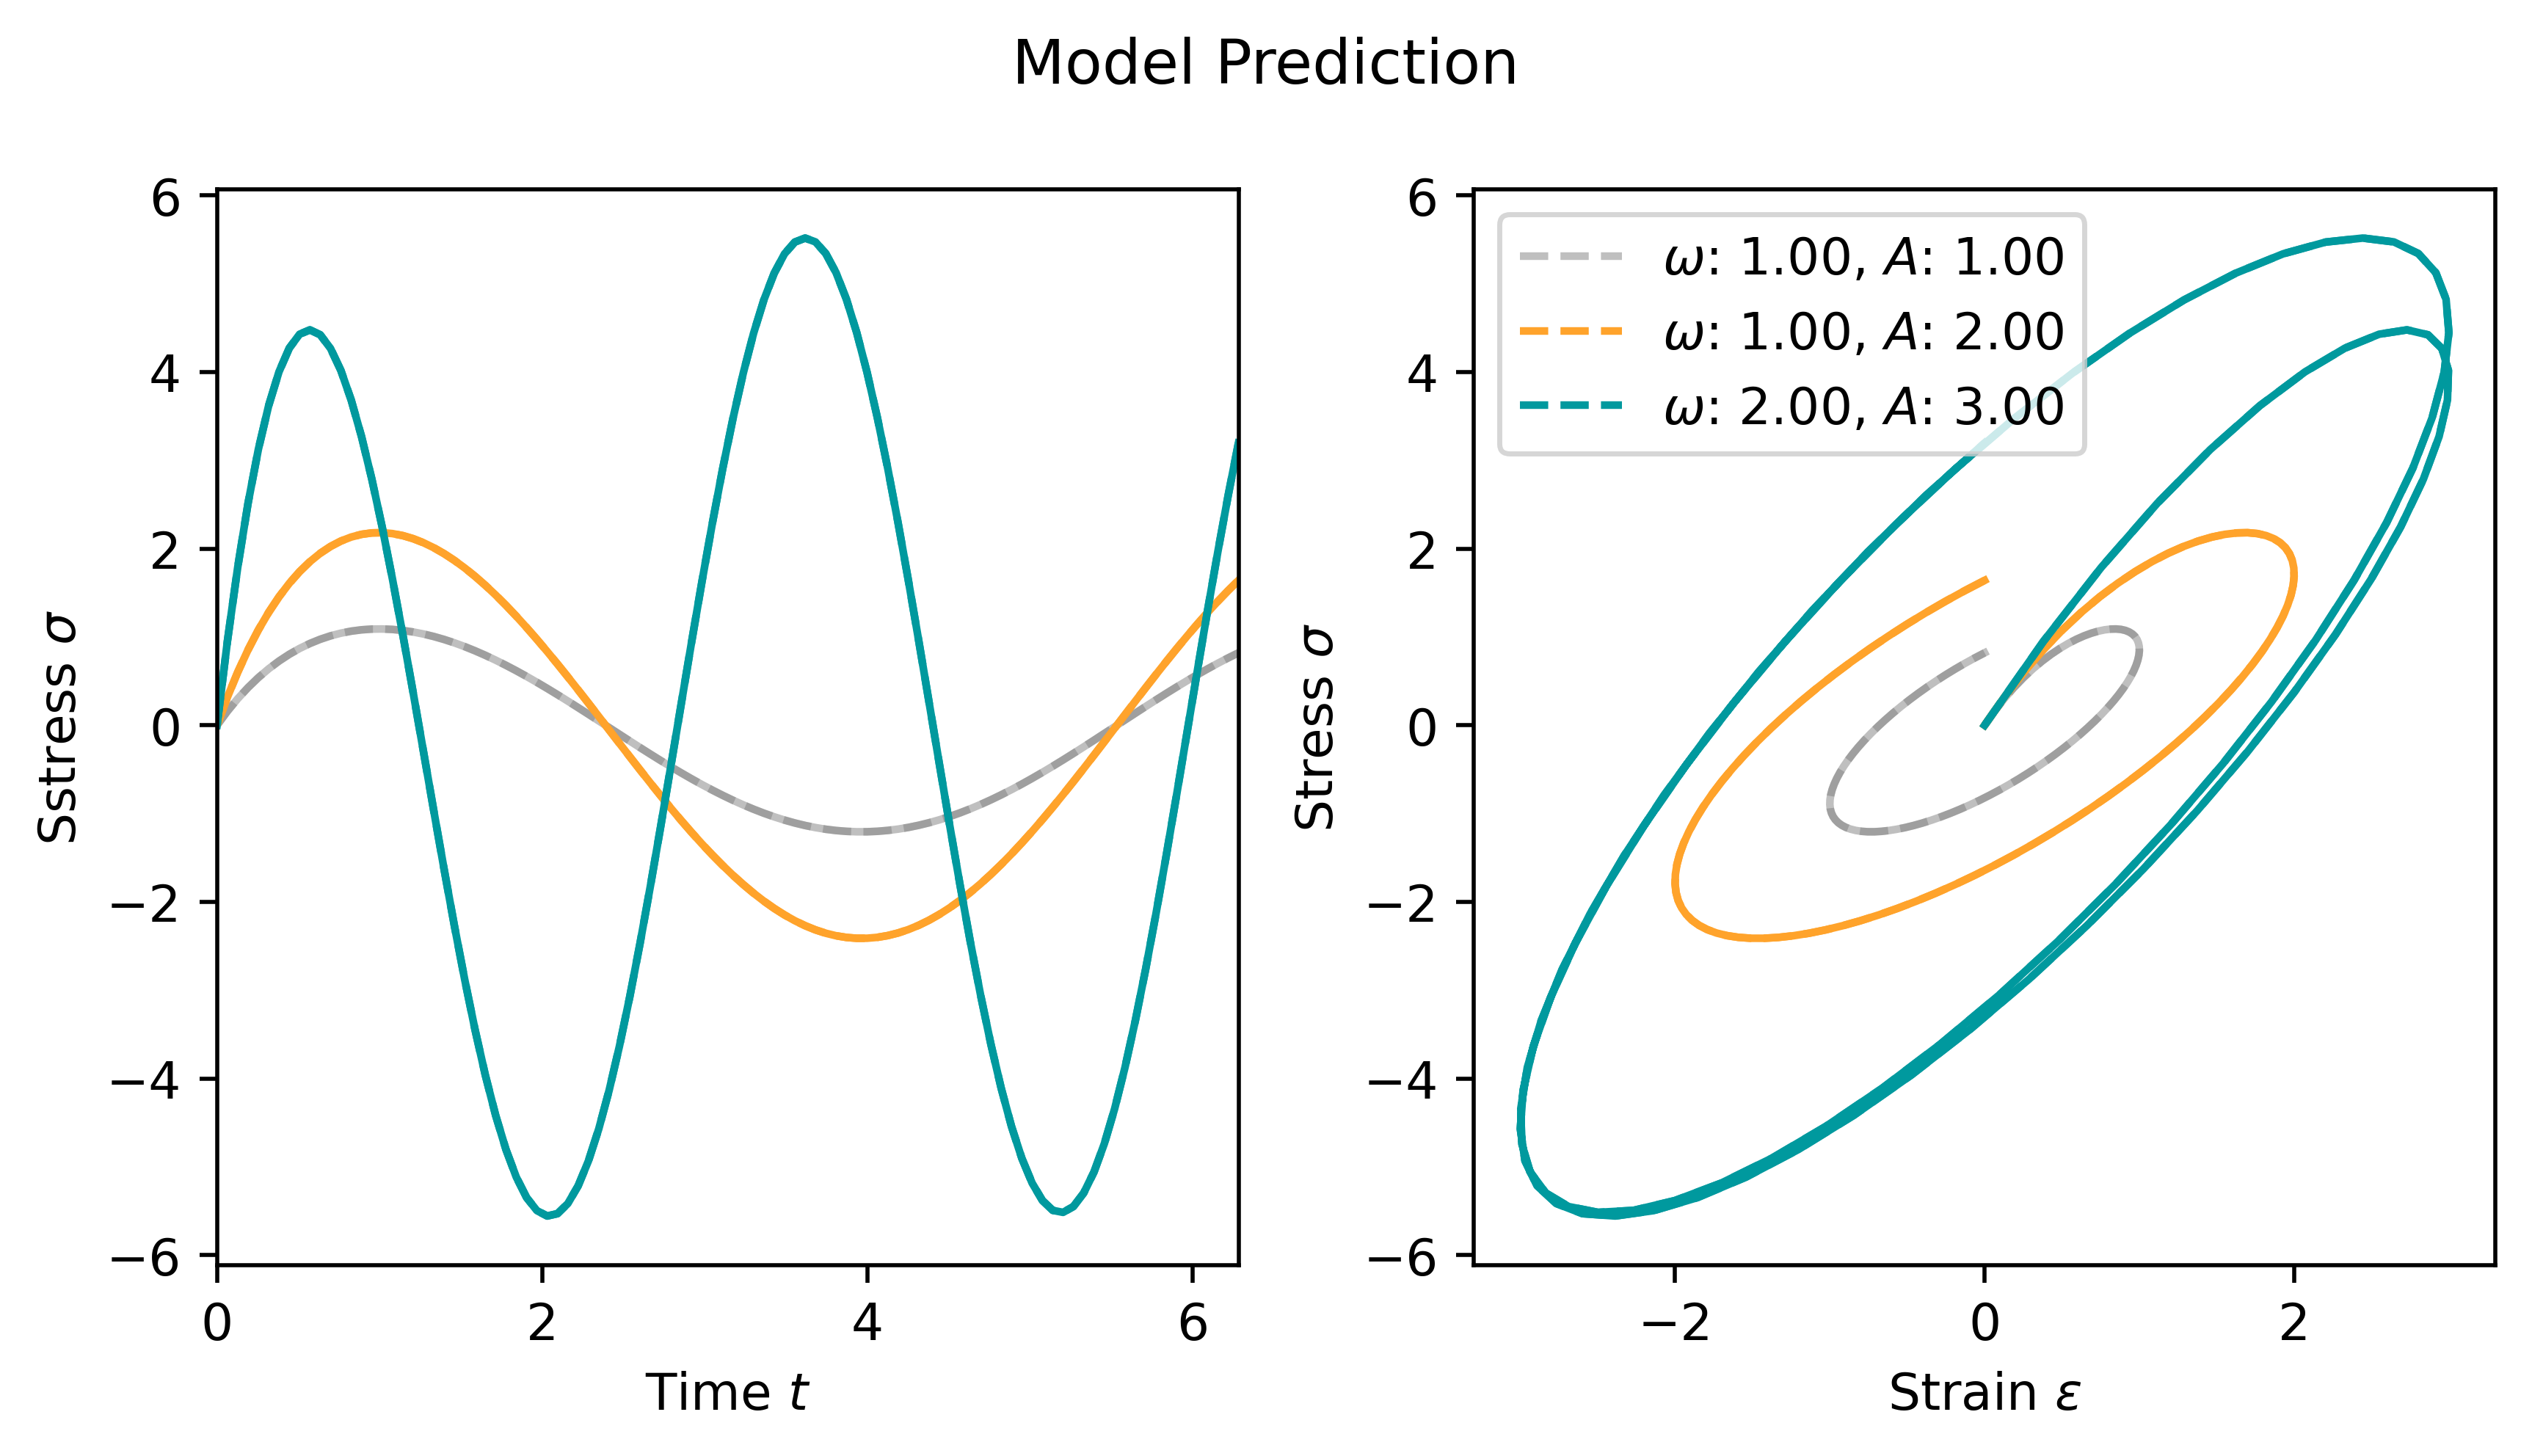 Model Prediction
Sstress σ
6
4
2
0
−2
−4
−6
0 2 4 6
Time t
Stress σ
6
4
2
0
−2
−4
−6
ω: 1.00, A: 1.00
ω: 1.00, A: 2.00
ω: 2.00, A: 3.00
−2 0 2
Strain ε